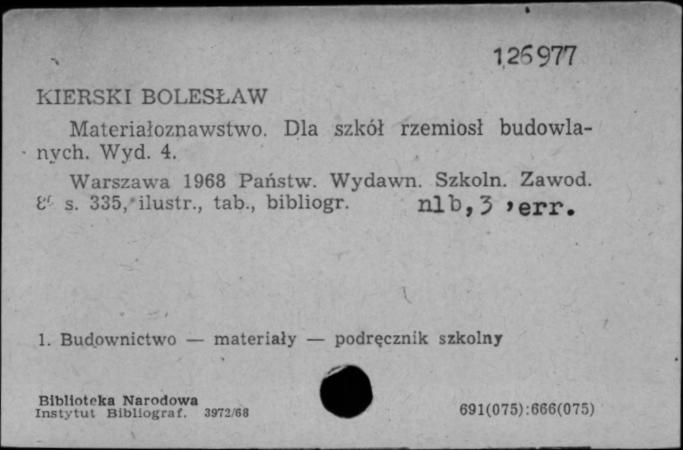 126977
KIERSKI BOLESŁAW
Materiałoznawstwo. Dla szkół rzemiosł budowla-
nych. Wyd. 4.
Warszawa 1968 Państw. Wydawn. Szkoln. Zawod.
8° s. 335, ilustr., tab., bibliogr. nlb,3 ,err.
1. Budownictwo — materiały — podręcznik szkolny
Biblioteka Narodowa
Instytut Bibliograf. 3972/68
691(075):666(075)